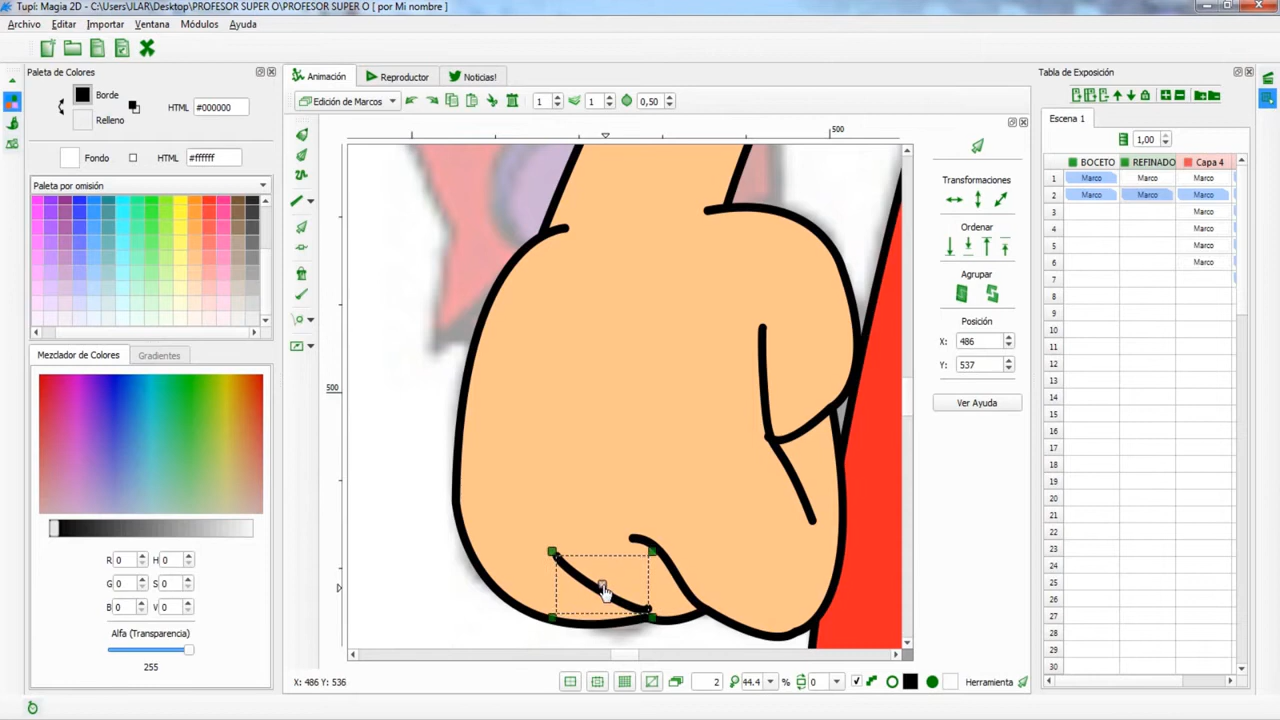 Tupí: Magia 2D - C:\Users\JLAR\Desktop\PROFESOR SUPER O\PROFESOR SUPER O [ por Mi nombre ]
Archivo Editar Importar Ventana Módulos Ayuda
Paleta de Colores
Borde
HTML #000000
Relleno
Fondo HTML #ffffff
Paleta por omisión
Mezclador de Colores Gradientes
R 0 H 0
G 0 S 0
B 0 V 0
Alfa (Transparencia)
255
Animación Reproductor Noticias!
Edición de Marcos 1 1 0,50
500
500
X: 486 Y: 536
2 44.4 % 0 Herramienta
Transformaciones
Ordenar
Agrupar
Posición
X: 486
Y: 537
Ver Ayuda
Tabla de Exposición
Escena 1
1,00
BOCETO REFINADO Capa 4
1 Marco Marco Marco
2 Marco Marco Marco
3 Marco
4 Marco
5 Marco
6 Marco
7
8
9
10
11
12
13
14
15
16
17
18
19
20
21
22
23
24
25
26
27
28
29
30